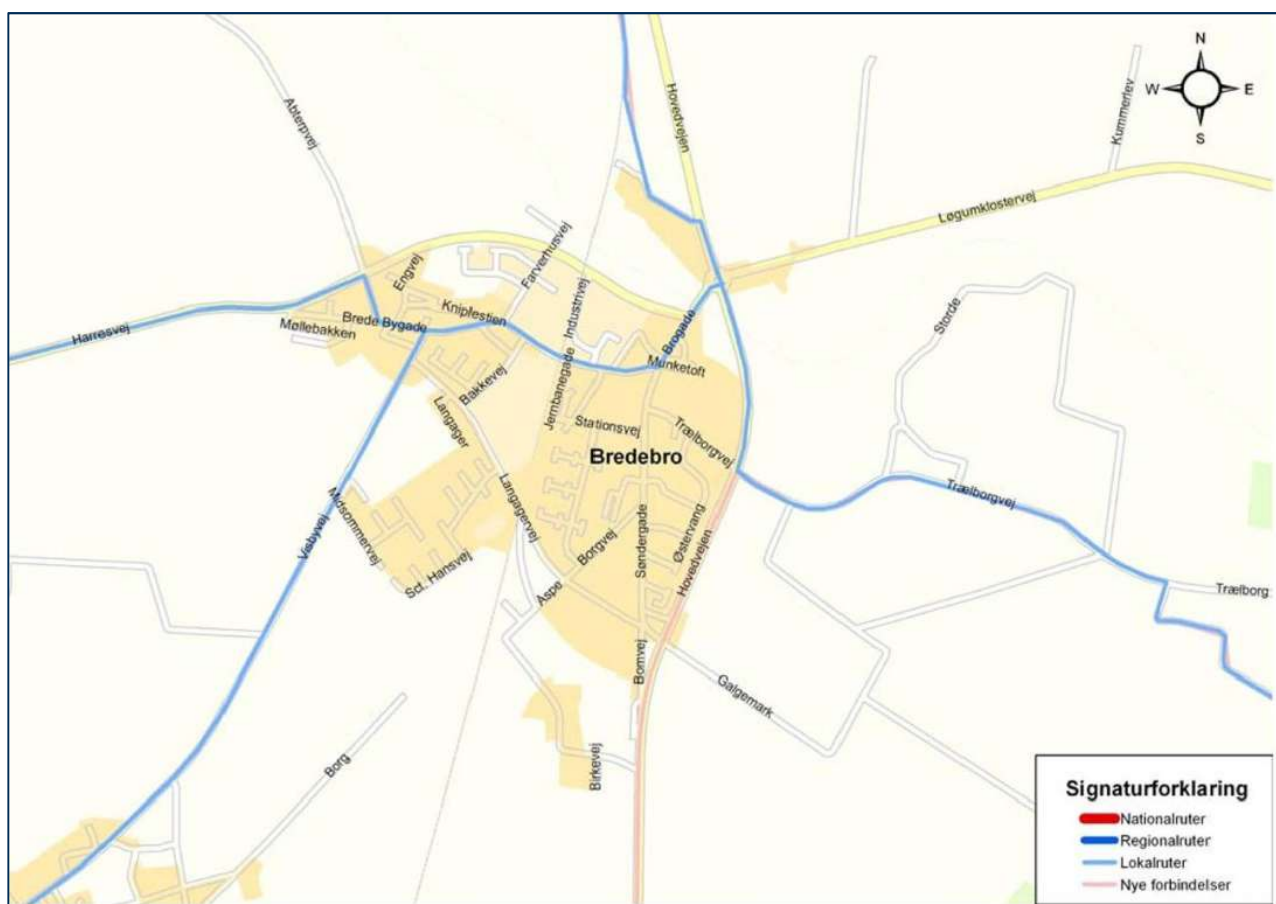 N
W
E
S
Abterpvej
Hovedvejen
Kummerlev
Løgumklostervej
Farverhusvej
Engvej
Kniplestien
Industrivej
Storde
Brede Bygade
Møllebakken
Harresvej
Brogade
Munketoft
Bakkevej
Jernbanegade
Langager
Stationsvej
Trælborgvej
Bredebro
Trælborgvej
Langagervej
Midsommervej
Visbyvej
Borgvej
Søndergade
Østervang
Hovedvejen
Sct. Hansvej
Aspe
Trælborg
Bomvej
Galgemark
Borg
Birkevej
Signaturforklaring
Nationalruter
Regionalruter
Lokalruter
Nye forbindelser